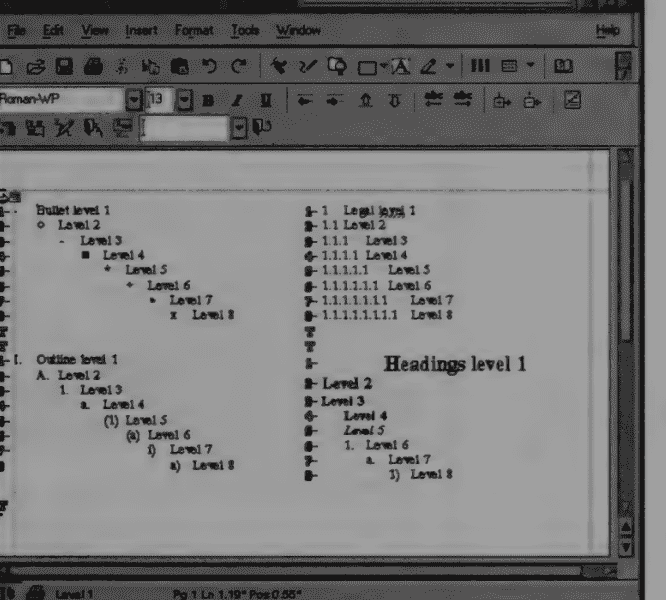 File Edit View Insert Format Tools Window Help
Roman-WP 13 B I U
Bullet level 1
Level 2
- Level 3
Level 4
* Level 5
+ Level 6
• Level 7
x Level 8
I. Outline level 1
A. Level 2
1. Level 3
a. Level 4
(1) Level 5
(a) Level 6
i) Level 7
a) Level 8
1 Legal level 1
1.1 Level 2
1.1.1 Level 3
1.1.1.1 Level 4
1.1.1.1.1 Level 5
1.1.1.1.1.1 Level 6
1.1.1.1.1.1.1 Level 7
1.1.1.1.1.1.1.1 Level 8
Headings level 1
Level 2
Level 3
Level 4
Level 5
1. Level 6
a. Level 7
1) Level 8
Level 1 Pg 1 Ln 1.19" Pos 0.55"